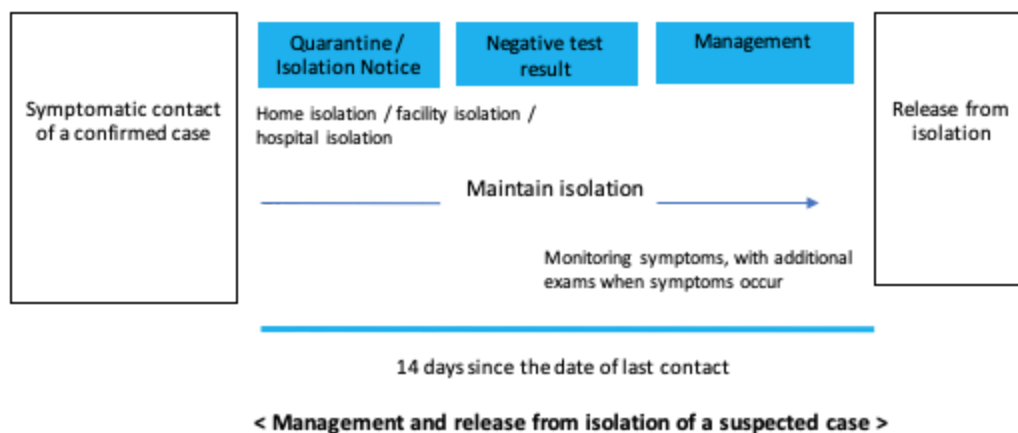 Symptomatic contact
of a confirmed case
Quarantine /
Isolation Notice
Negative test
result
Management
Home isolation / facility isolation /
hospital isolation
Maintain isolation
Monitoring symptoms, with additional
exams when symptoms occur
Release from
isolation
14 days since the date of last contact
< Management and release from isolation of a suspected case >